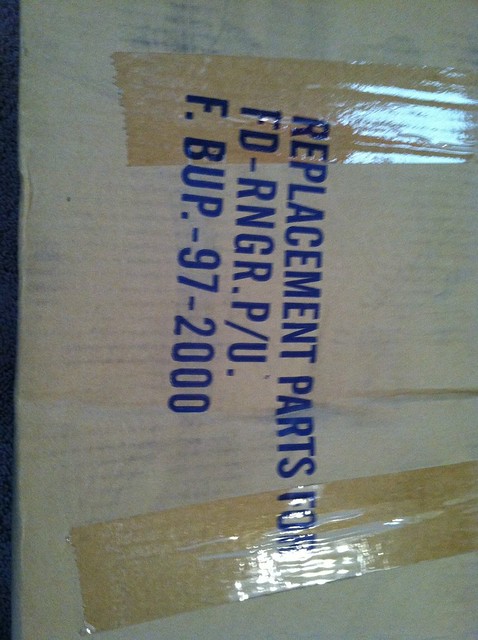 REPLACEMENT PARTS FOR
FD-RNGR. P/U.
F. BUP.-97-2000